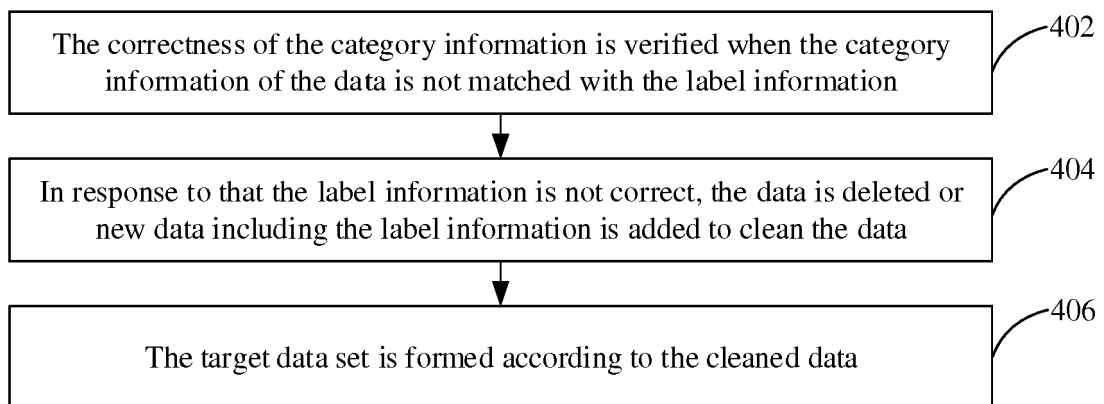 The correctness of the category information is verified when the category
information of the data is not matched with the label information
402
In response to that the label information is not correct, the data is deleted or
new data including the label information is added to clean the data
404
The target data set is formed according to the cleaned data
406